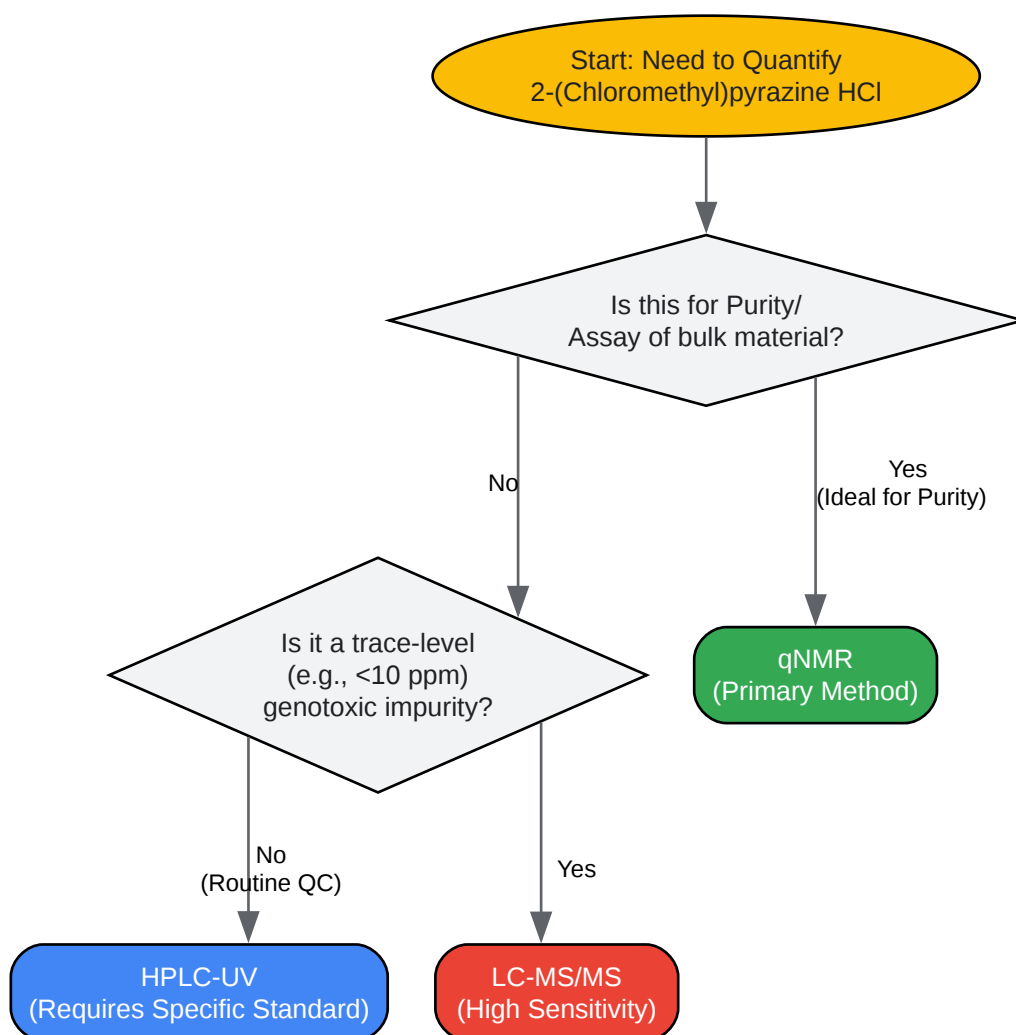 Start: Need to Quantify
2-(Chloromethyl)pyrazine HCl
Is this for Purity/
Assay of bulk material?
No
Yes
(Ideal for Purity)
Is it a trace-level
(e.g., <10 ppm)
genotoxic impurity?
qNMR
(Primary Method)
No
(Routine QC)
Yes
HPLC-UV
(Requires Specific Standard)
LC-MS/MS
(High Sensitivity)